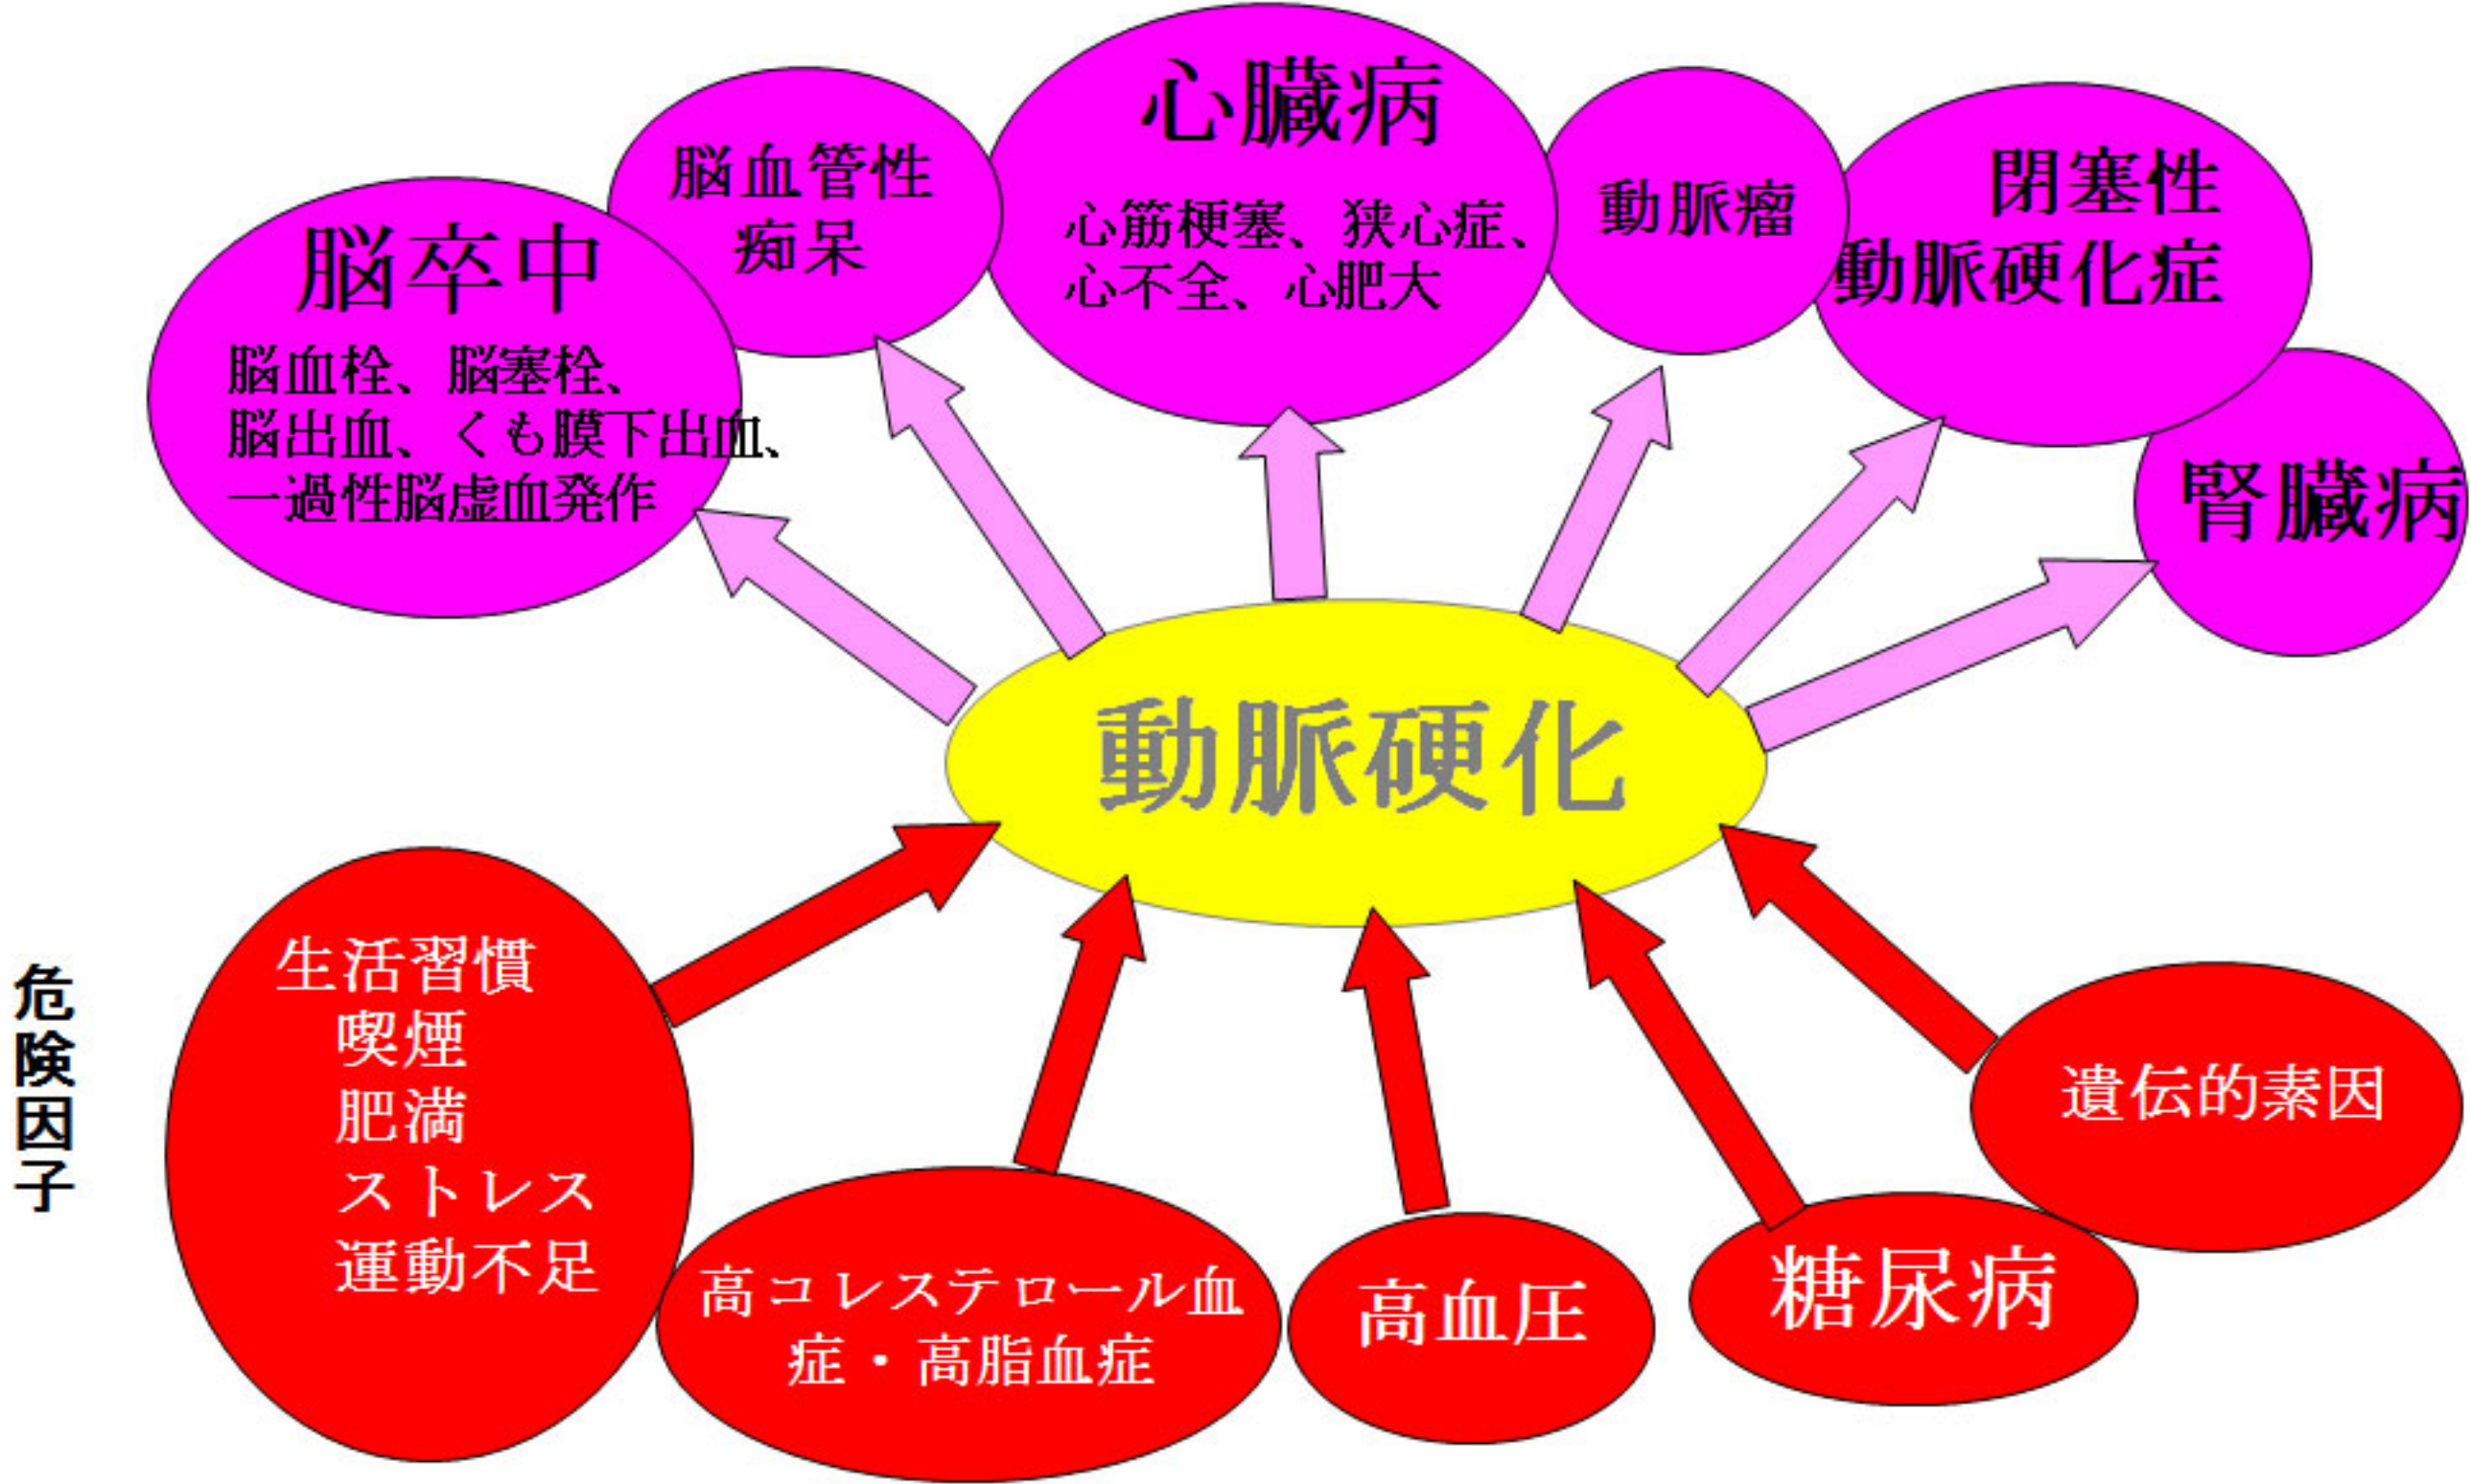 心臓病
心筋梗塞、狭心症、
心不全、心肥大
脳血管性
痴呆
動脈瘤
閉塞性
動脈硬化症
脳卒中
脳血栓、脳塞栓、
脳出血、くも膜下出血、
一過性脳虚血発作
腎臓病
動脈硬化
危険因子
生活習慣
喫煙
肥満
ストレス
運動不足
高コレステロール血
症・高脂血症
高血圧
糖尿病
遺伝的素因